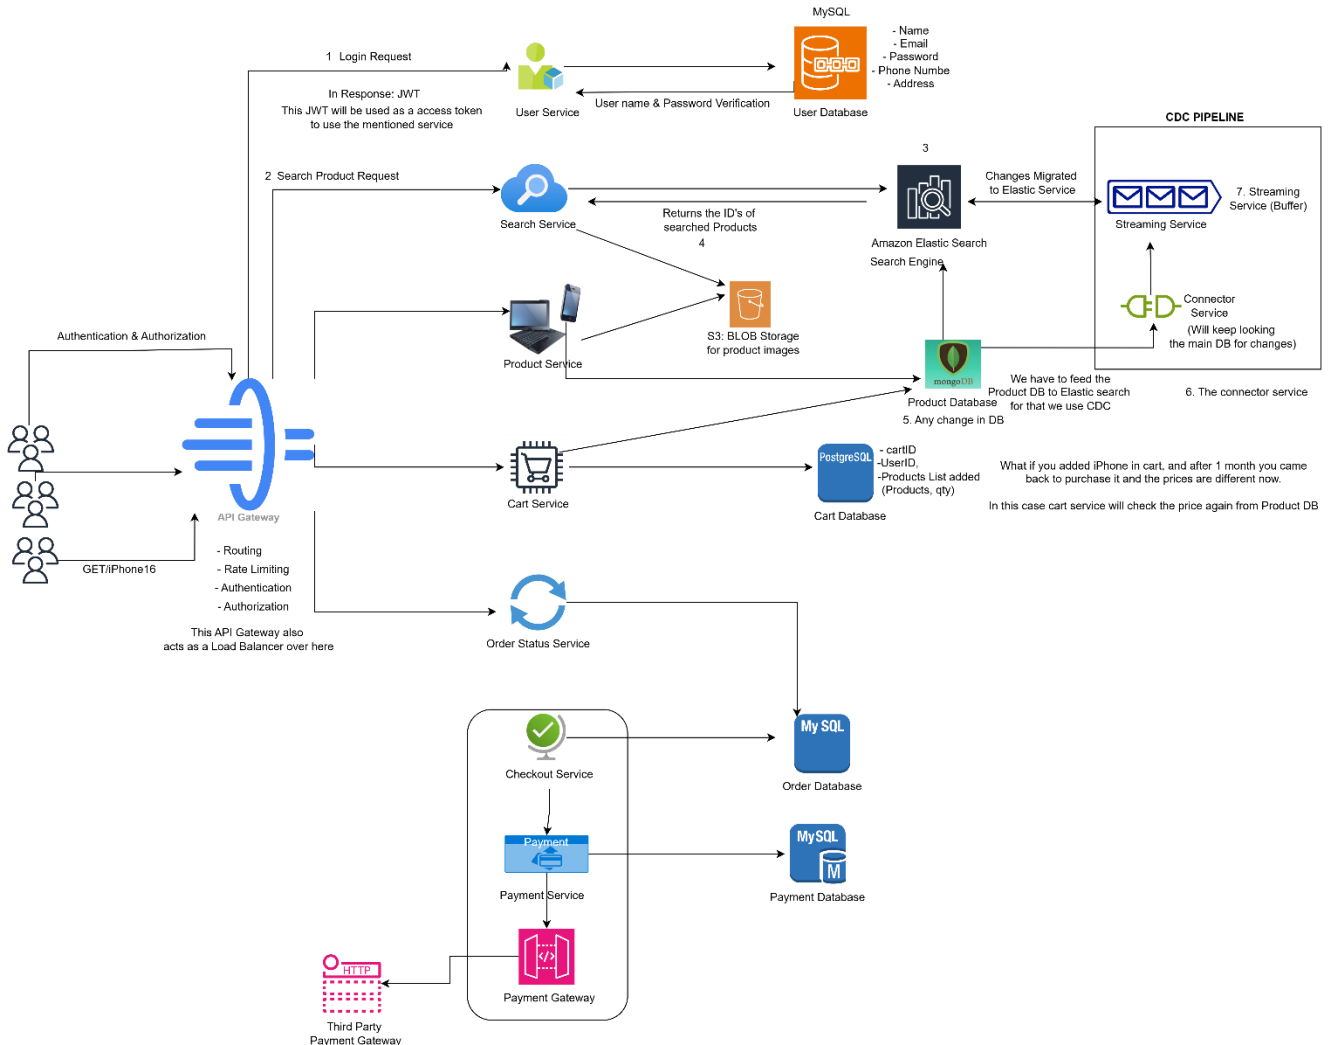 MySQL
- Name
- Email
- Password
- Phone Numbe
- Address
1 Login Request
In Response: JWT
This JWT will be used as a access token
to use the mentioned service
User Service
User name & Password Verification
User Database
CDC PIPELINE
3
2 Search Product Request
Search Service
Returns the ID's of
searched Products
4
Amazon Elastic Search
Search Engine
Changes Migrated
to Elastic Service
Streaming Service
7. Streaming
Service (Buffer)
Connector
Service
(Will keep looking
the main DB for changes)
6. The connector service
Product Service
S3: BLOB Storage
for product images
mongoDB
Product Database
5. Any change in DB
We have to feed the
Product DB to Elastic search
for that we use CDC
Authentication & Authorization
API Gateway
GET/iPhone16
- Routing
- Rate Limiting
- Authentication
- Authorization
This API Gateway also
acts as a Load Balancer over here
Cart Service
PostgreSQL
Cart Database
- cartID
-UserID,
-Products List added
(Products, qty)
What if you added iPhone in cart, and after 1 month you came
back to purchase it and the prices are different now.
In this case cart service will check the price again from Product DB
Order Status Service
Checkout Service
My SQL
Order Database
Payment
Payment Service
My SQL
M
Payment Database
Payment Gateway
HTTP
Third Party
Payment Gateway